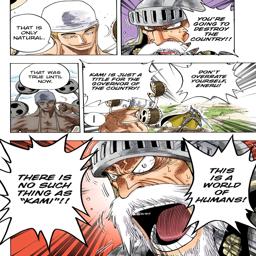 YOU'RE
GOING TO
DESTROY
THE
COUNTRY!!
THAT IS
ONLY
NATURAL.
DON'T
OVERRATE
YOURSELF,
ENERU!
KAMI IS JUST A
TITLE FOR THE
GOVERNOR OF
THE COUNTRY!
THAT WAS
TRUE UNTIL
NOW.
THIS IS
A WORLD
OF
HUMANS!
THERE IS
NO SUCH
THING AS
"KAMI"!!